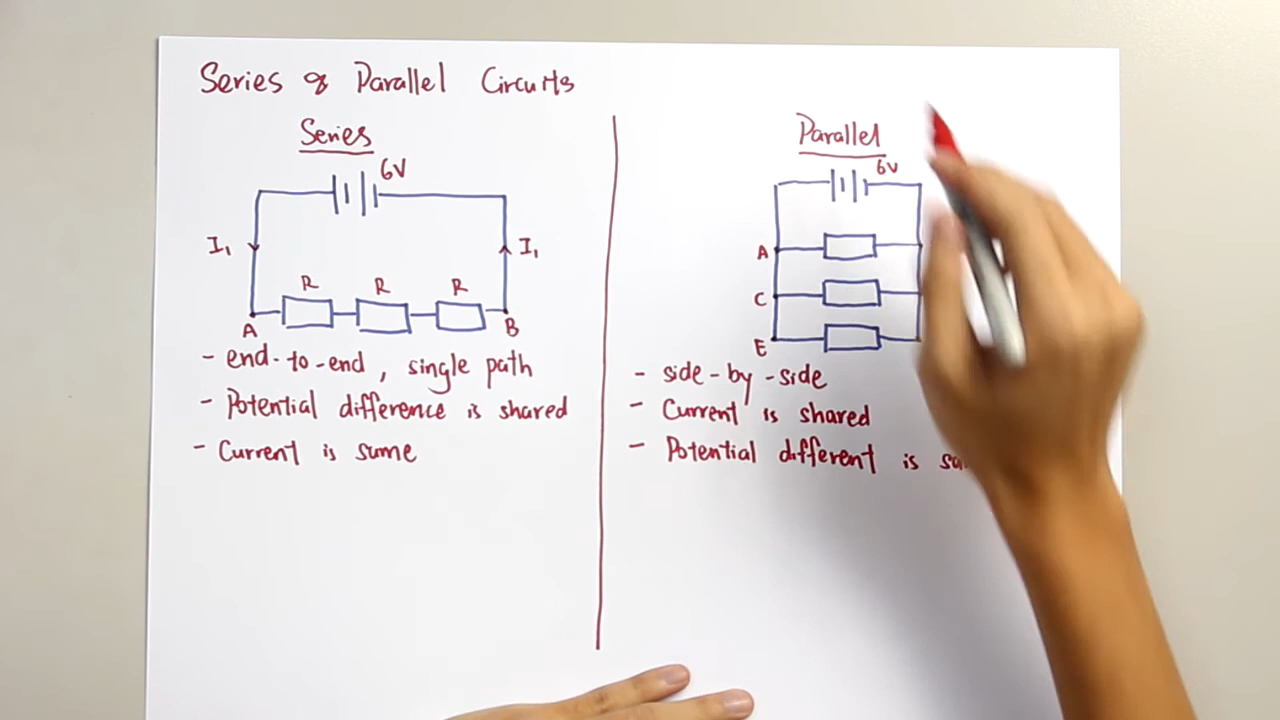 Series & Parallel Circuits
Series
6V
I₁
I₁
R R R
A
B
- end-to-end, single path
- Potential difference is shared
- Current is same
Parallel
6V
A
C
E
- side-by-side
- Current is shared
- Potential different is